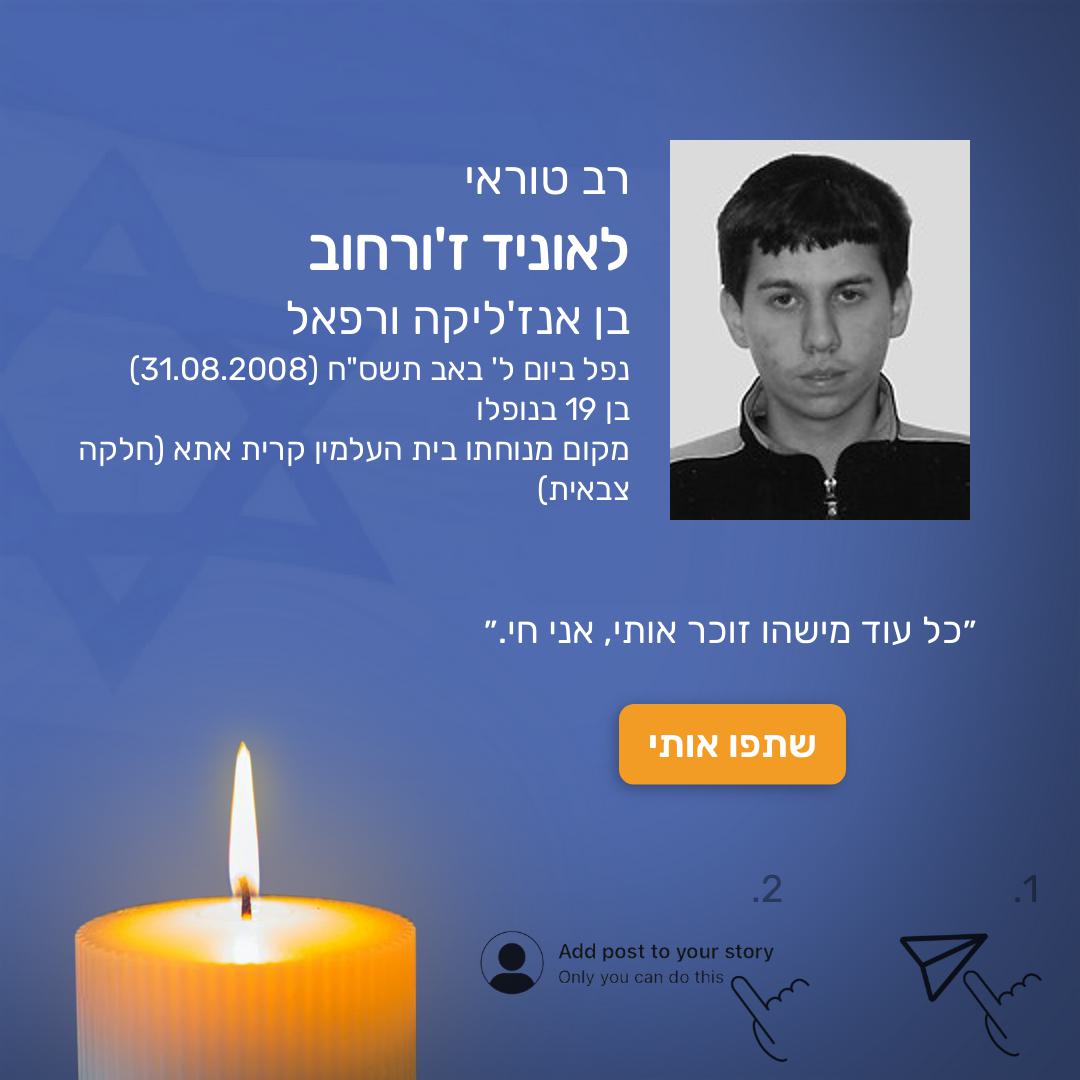 רב טוראי
לאוניד ז'ורחוב
בן אנז'ליקה ורפאל
נפל ביום ל' באב תשס"ח (31.08.2008)
בן 19 בנופלו
מקום מנוחתו בית העלמין קרית אתא (חלקה
צבאית)
״כל עוד מישהו זוכר אותי, אני חי.״
שתפו אותי
1.
2.
Add post to your story
Only you can do this